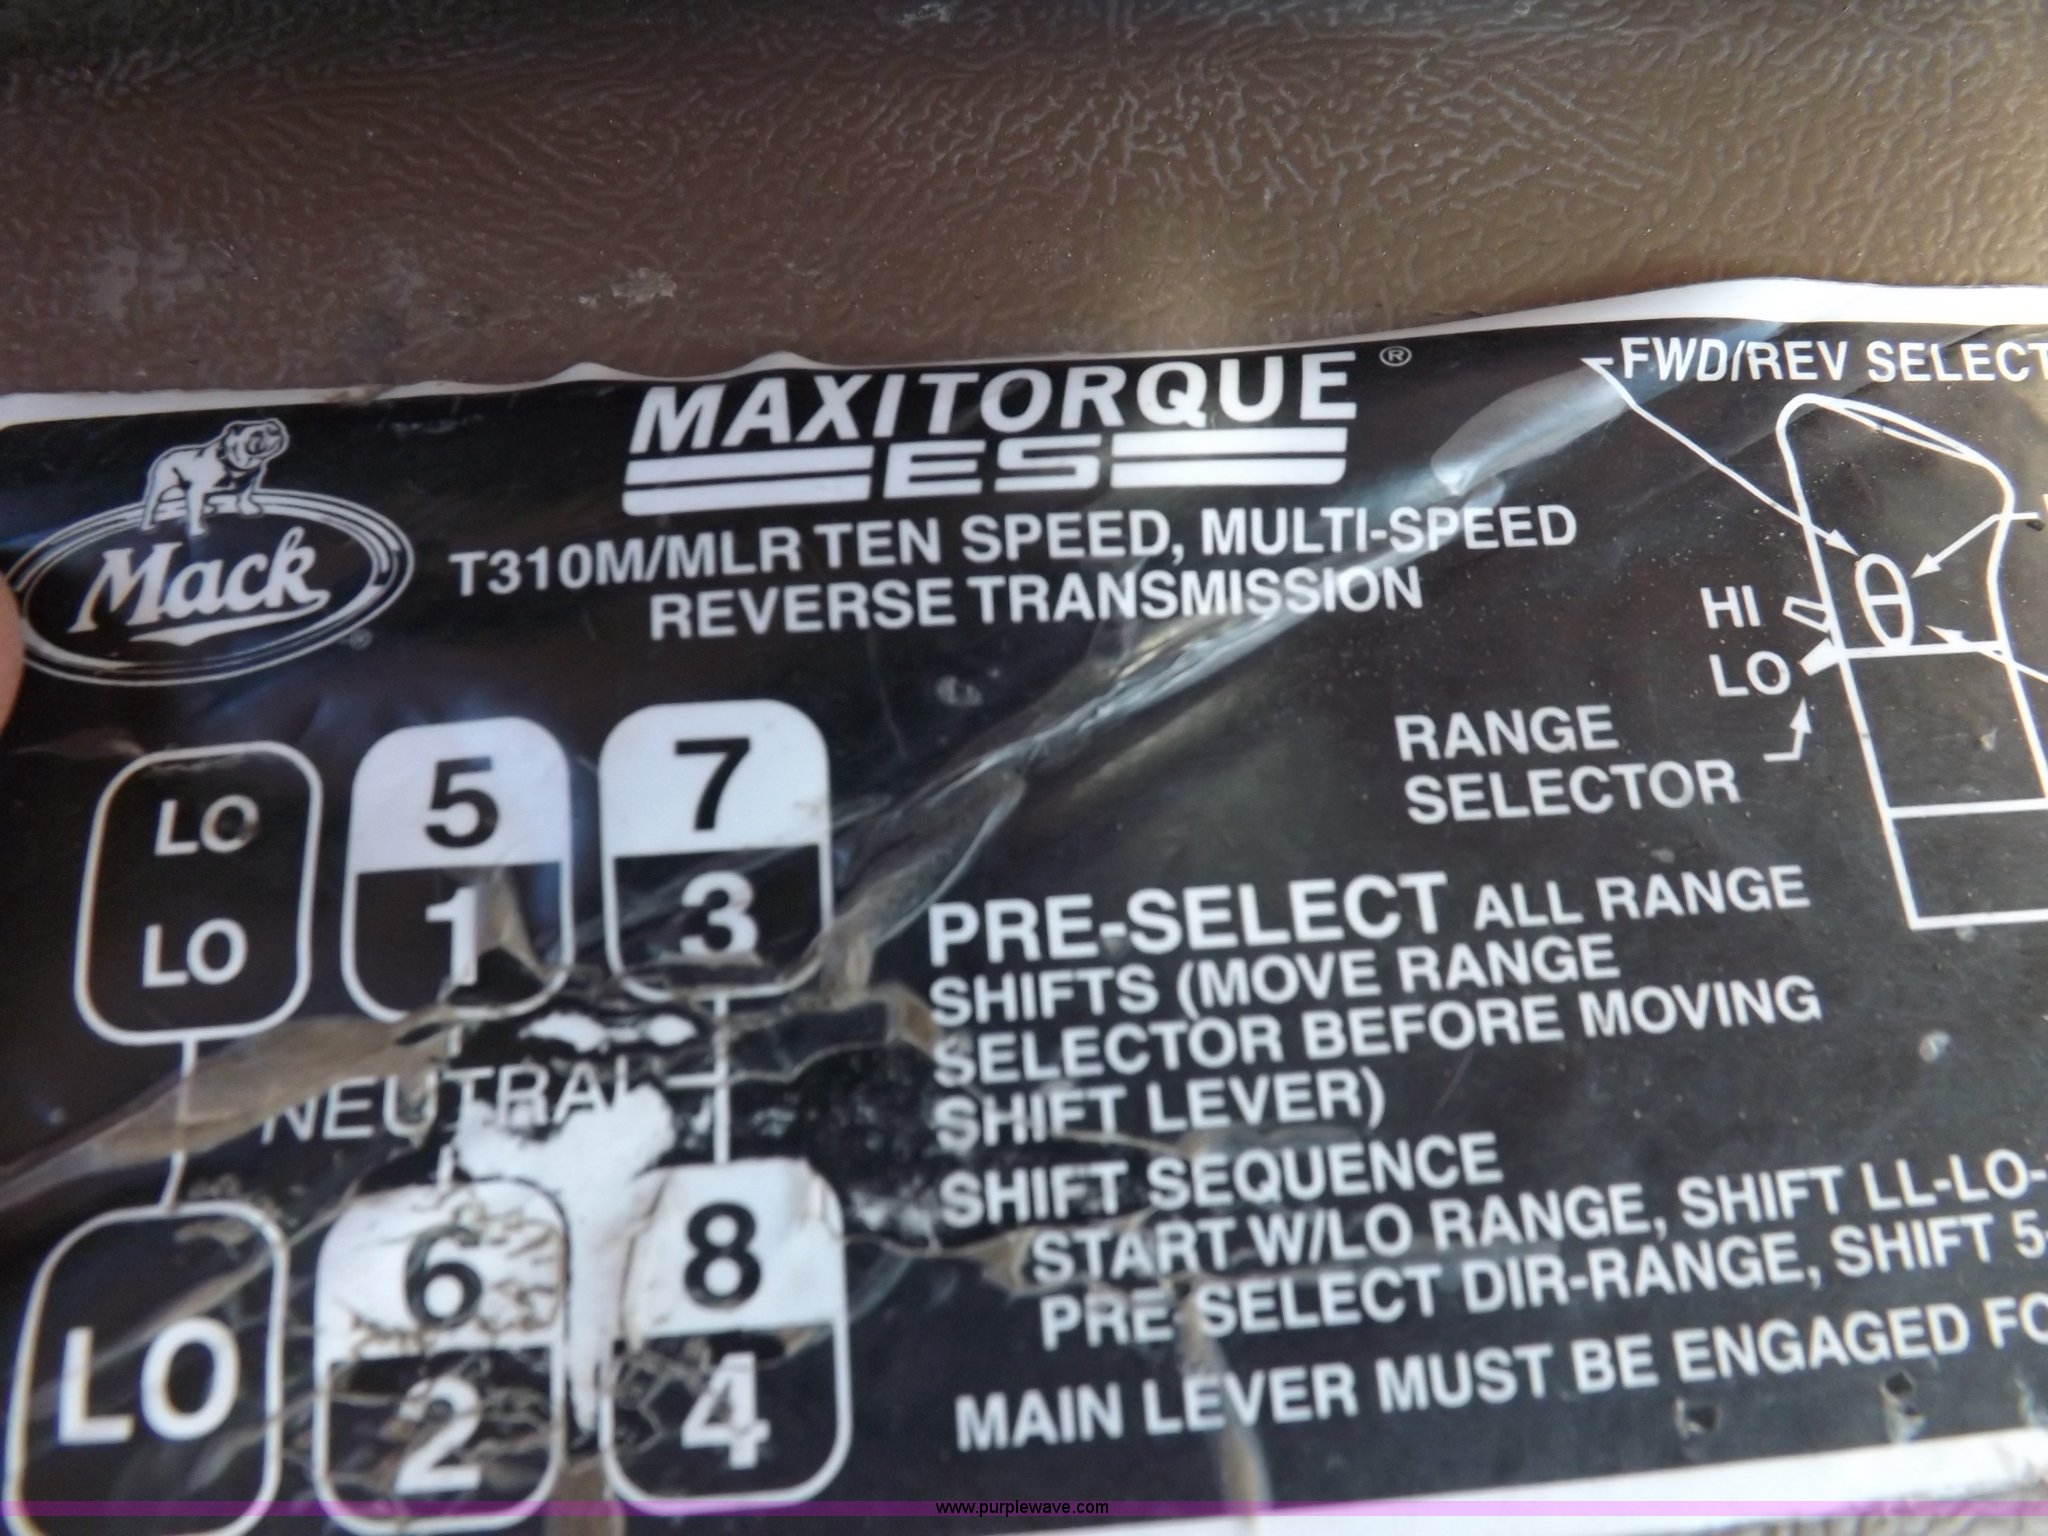 MAXITORQUE®
ES
Mack®
T310M/MLR TEN SPEED, MULTI-SPEED
REVERSE TRANSMISSION
FWD/REV SELECT
HI
LO
RANGE
SELECTOR
LO
LO
5
1
7
3
NEUTRAL
LO
6
2
8
4
PRE-SELECT ALL RANGE
SHIFTS (MOVE RANGE
SELECTOR BEFORE MOVING
SHIFT LEVER)
SHIFT SEQUENCE
START W/LO RANGE, SHIFT LL-LO-
PRE-SELECT DIR-RANGE, SHIFT 5-
MAIN LEVER MUST BE ENGAGED
www.purplewave.com